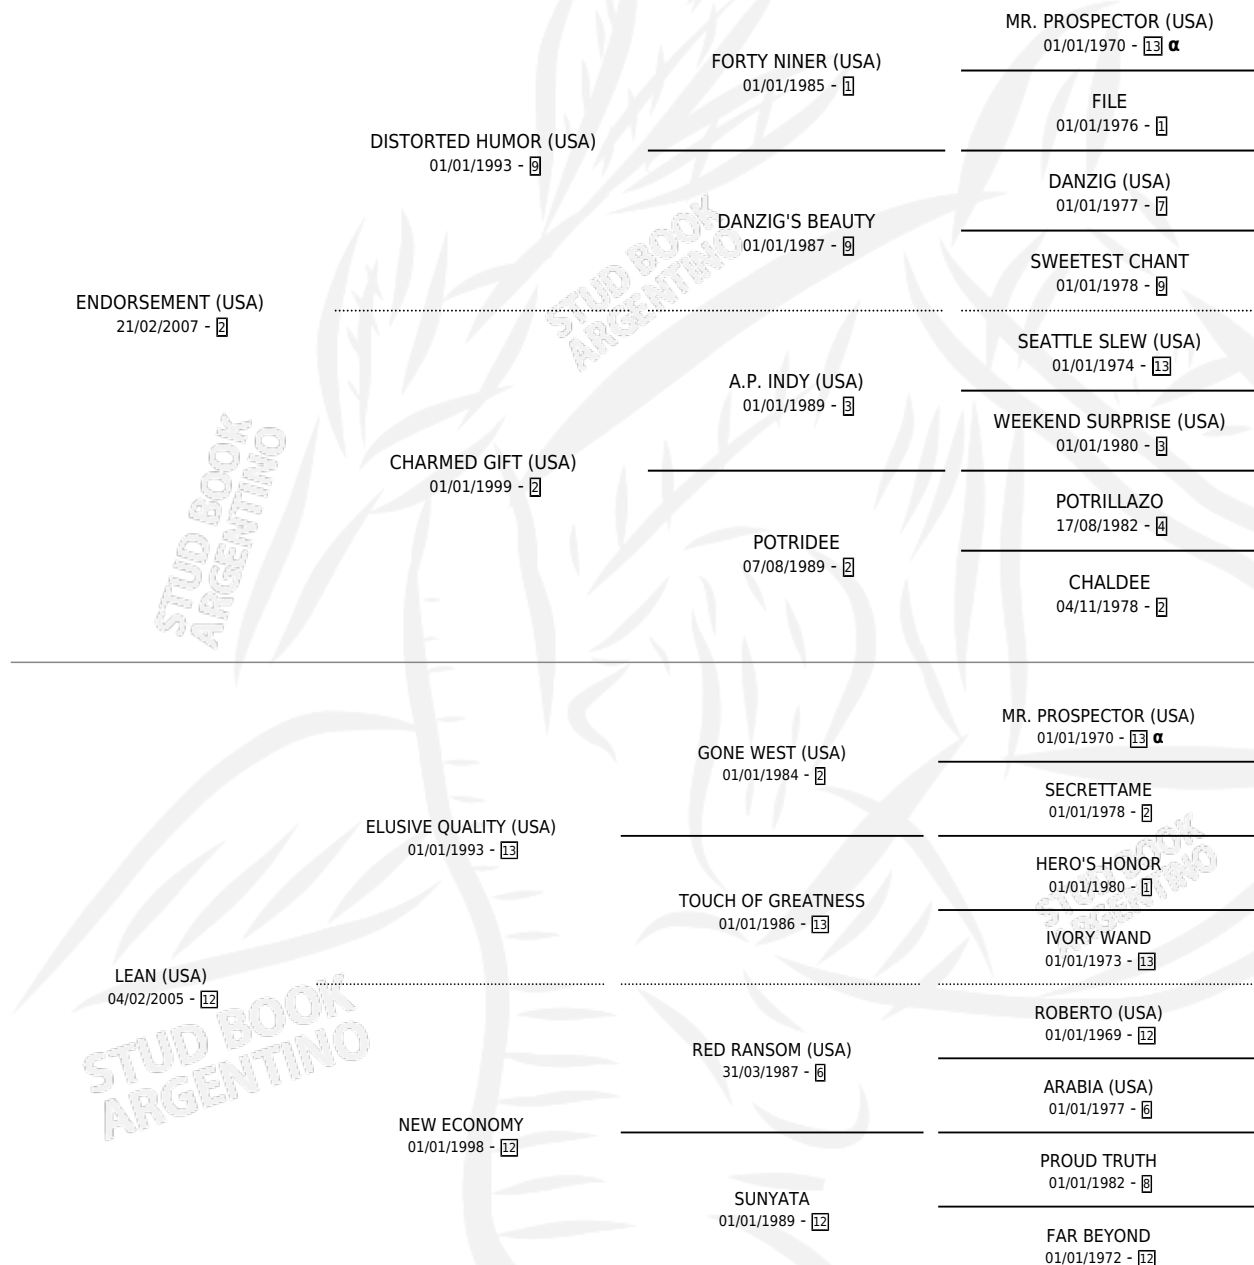 MR. PROSPECTOR (USA)
01/01/1970 - 13 α
FORTY NINER (USA)
01/01/1985 - 1
FILE
01/01/1976 - 1
DISTORTED HUMOR (USA)
01/01/1993 - 9
DANZIG (USA)
01/01/1977 - 7
DANZIG'S BEAUTY
01/01/1987 - 9
SWEETEST CHANT
01/01/1978 - 9
ENDORSEMENT (USA)
21/02/2007 - 2
SEATTLE SLEW (USA)
01/01/1974 - 13
A.P. INDY (USA)
01/01/1989 - 3
WEEKEND SURPRISE (USA)
01/01/1980 - 3
CHARMED GIFT (USA)
01/01/1999 - 2
POTRILLAZO
17/08/1982 - 4
POTRIDEE
07/08/1989 - 2
CHALDEE
04/11/1978 - 2
MR. PROSPECTOR (USA)
01/01/1970 - 13 α
GONE WEST (USA)
01/01/1984 - 2
SECRETTAME
01/01/1978 - 2
ELUSIVE QUALITY (USA)
01/01/1993 - 13
HERO'S HONOR
01/01/1980 - 1
TOUCH OF GREATNESS
01/01/1986 - 13
IVORY WAND
01/01/1973 - 13
LEAN (USA)
04/02/2005 - 12
ROBERTO (USA)
01/01/1969 - 12
RED RANSOM (USA)
31/03/1987 - 6
ARABIA (USA)
01/01/1977 - 6
NEW ECONOMY
01/01/1998 - 12
PROUD TRUTH
01/01/1982 - 8
SUNYATA
01/01/1989 - 12
FAR BEYOND
01/01/1972 - 12
STUD BOOK
ARGENTINO
STUD BOOK
ARGENTINO
STUD BOOK
ARGENTINO
STUD BOOK
ARGENTINO